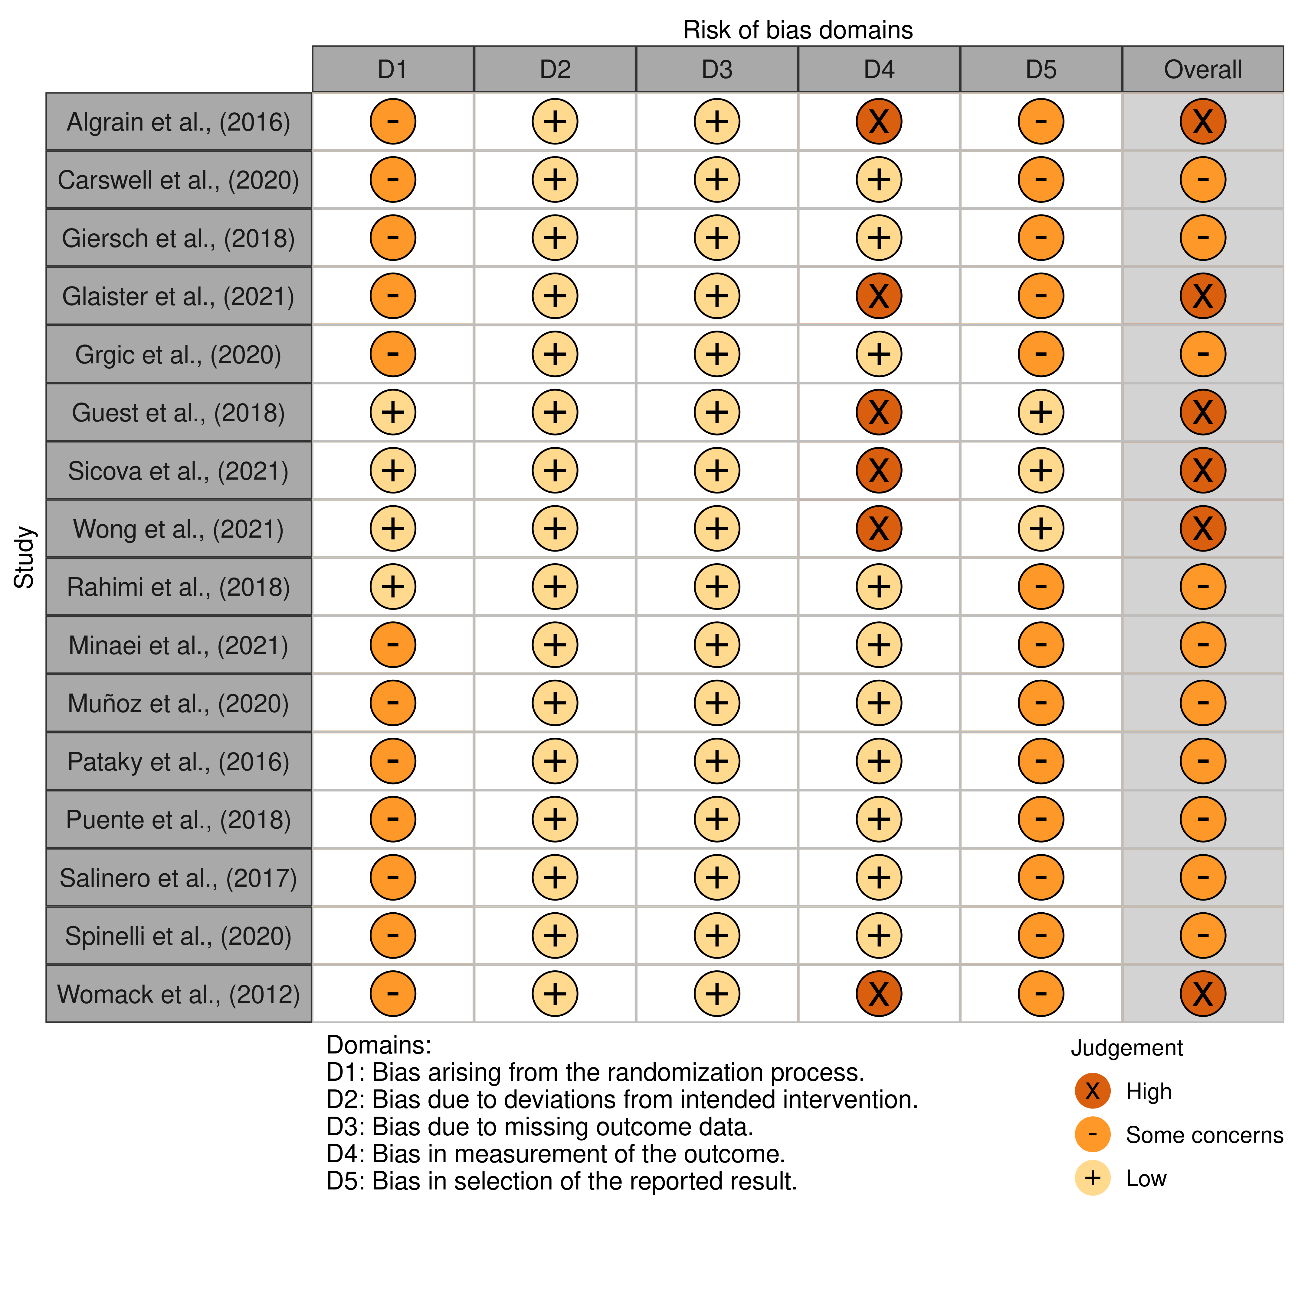 Risk of bias domains
D1 D2 D3 D4 D5 Overall
Algrain et al., (2016) - + + X - X
Carswell et al., (2020) - + + + - -
Giersch et al., (2018) - + + + - -
Glaister et al., (2021) - + + X - X
Grgic et al., (2020) - + + + - -
Guest et al., (2018) + + + X + X
Sicova et al., (2021) + + + X + X
Wong et al., (2021) + + + X + X
Rahimi et al., (2018) + + + + - -
Minaei et al., (2021) - + + + - -
Muñoz et al., (2020) - + + + - -
Pataky et al., (2016) - + + + - -
Puente et al., (2018) - + + + - -
Salinero et al., (2017) - + + + - -
Spinelli et al., (2020) - + + + - -
Womack et al., (2012) - + + X - X
Study
Domains:
D1: Bias arising from the randomization process.
D2: Bias due to deviations from intended intervention.
D3: Bias due to missing outcome data.
D4: Bias in measurement of the outcome.
D5: Bias in selection of the reported result.
Judgement
X High
- Some concerns
+ Low